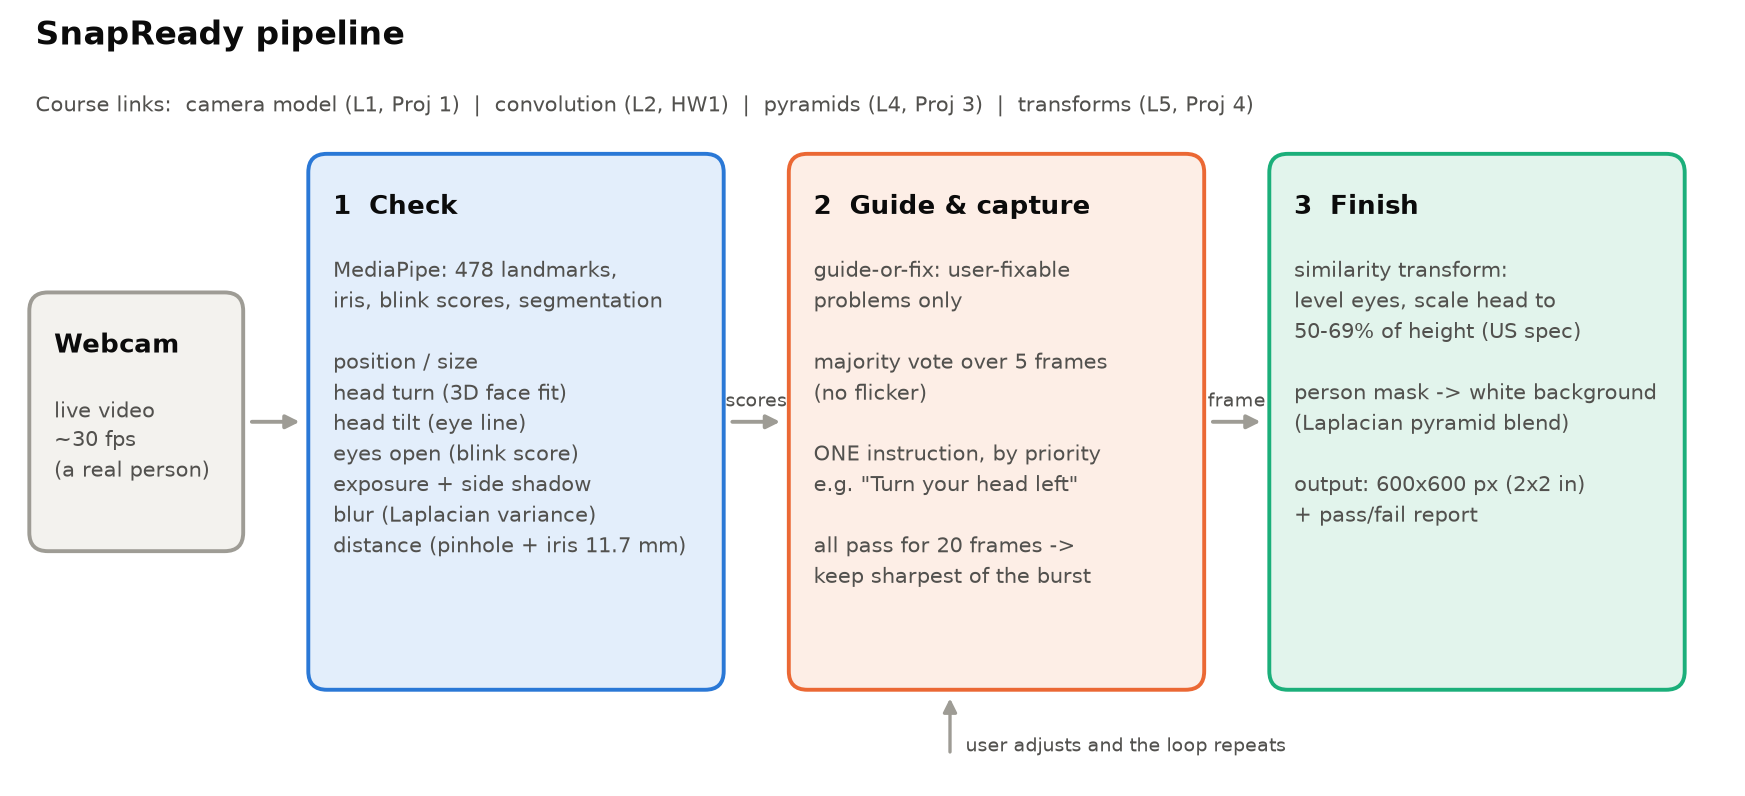 SnapReady pipeline
Course links:  camera model (L1, Proj 1)  |  convolution (L2, HW1)  |  pyramids (L4, Proj 3)  |  transforms (L5, Proj 4)
Webcam
live video
~30 fps
(a real person)
1  Check
MediaPipe: 478 landmarks,
iris, blink scores, segmentation
position / size
head turn (3D face fit)
head tilt (eye line)
eyes open (blink score)
exposure + side shadow
blur (Laplacian variance)
distance (pinhole + iris 11.7 mm)
scores
2  Guide & capture
guide-or-fix: user-fixable
problems only
majority vote over 5 frames
(no flicker)
ONE instruction, by priority
e.g. "Turn your head left"
all pass for 20 frames ->
keep sharpest of the burst
frame
3  Finish
similarity transform:
level eyes, scale head to
50-69% of height (US spec)
person mask -> white background
(Laplacian pyramid blend)
output: 600x600 px (2x2 in)
+ pass/fail report
user adjusts and the loop repeats